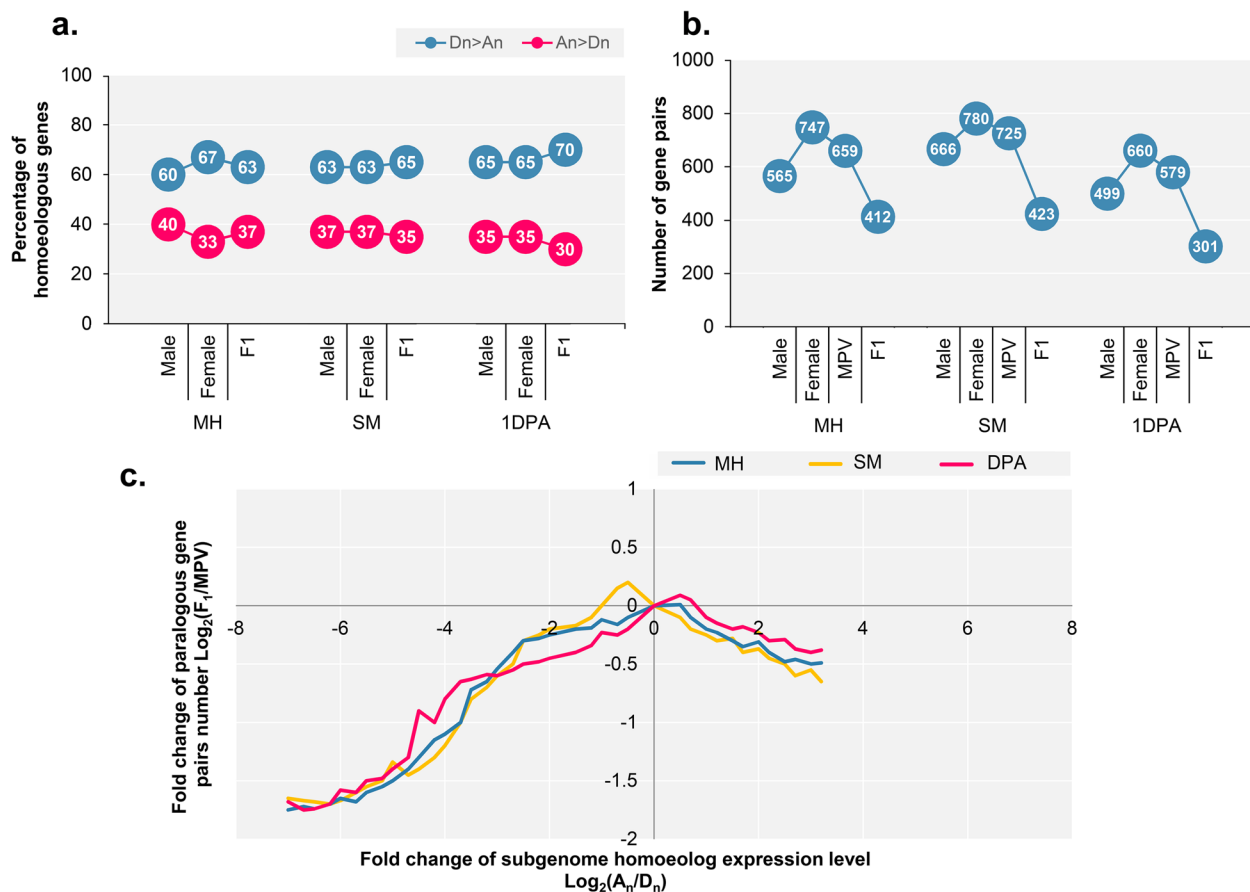 a.
Dn>An An>Dn
Percentage of
homoeologous genes
100
80
60
40
20
0
60 67 63 63 63 65 65 65 70
40 33 37 37 37 35 35 35 30
Male Female F1 Male Female F1 Male Female F1
MH SM 1DPA
b.
Number of gene pairs
1000
800
600
400
200
0
565 747 659 412 666 780 725 423 499 660 579 301
Male Female MPV F1 Male Female MPV F1 Male Female MPV F1
MH SM 1DPA
MH SM DPA
c.
Fold change of paralogous gene
pairs number Log₂(F₁/MPV)
1
0.5
0
-0.5
-1
-1.5
-2
-8 -6 -4 -2 0 2 4 6 8
Fold change of subgenome homoeolog expression level
Log₂(Aₙ/Dₙ)